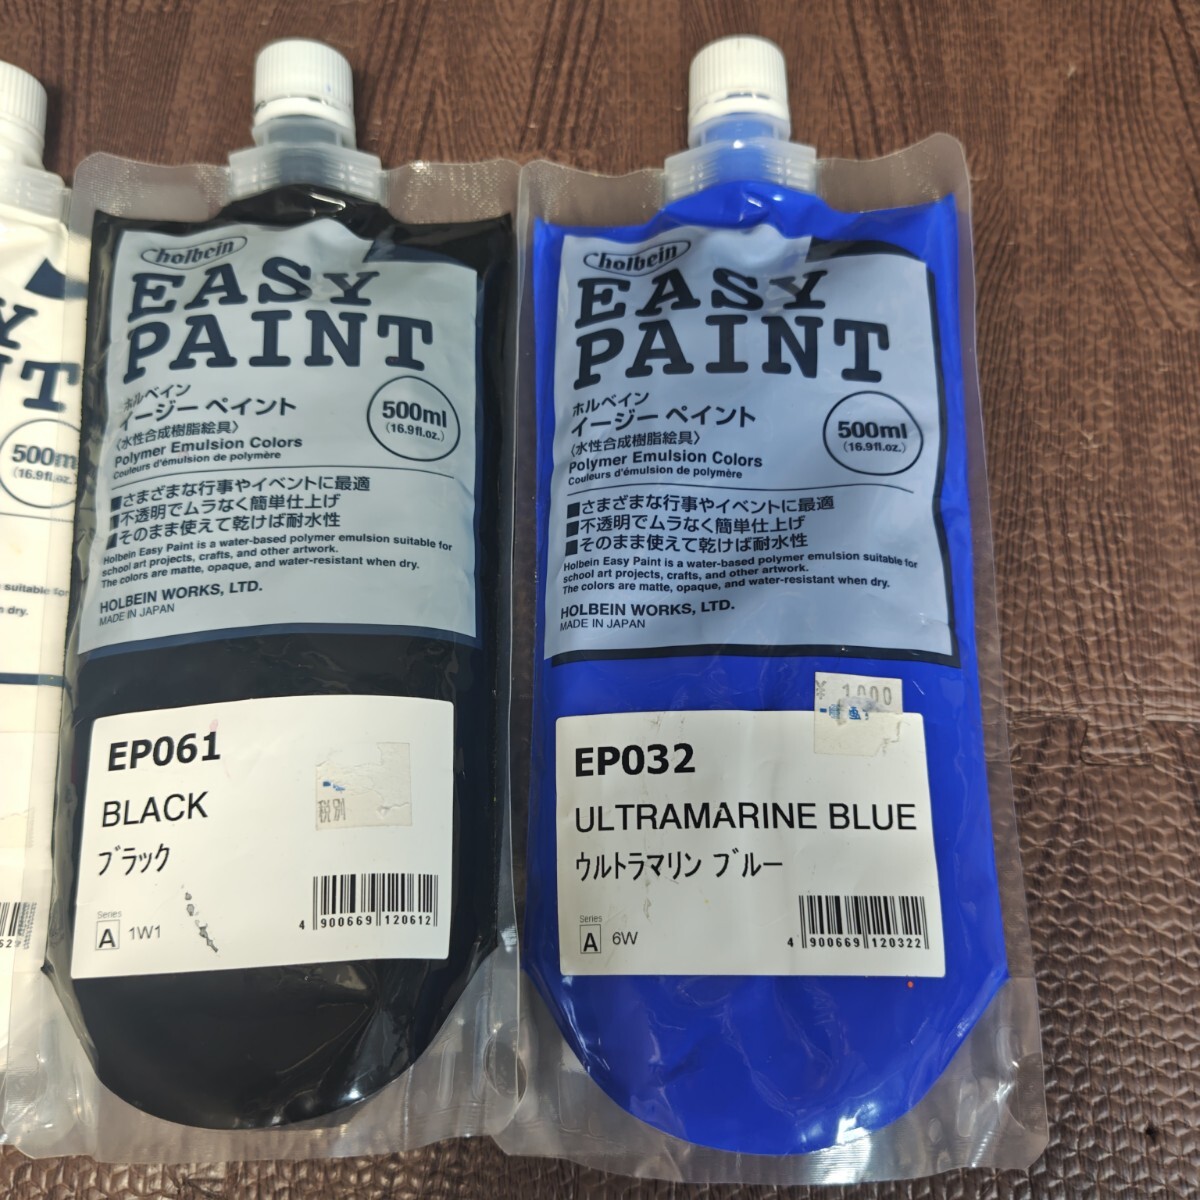 Y
NT
500m
(16.9fl.oz.)
suitable for
n dry.
holbein
EASY
PAINT
ホルベイン
イージー ペイント
〈水性合成樹脂絵具〉
Polymer Emulsion Colors
Couleurs d'émulsion de polymère
500ml
(16.9fl.oz.)
■さまざまな行事やイベントに最適
■不透明でムラなく簡単仕上げ
■そのまま使えて乾けば耐水性
Holbein Easy Paint is a water-based polymer emulsion suitable for
school art projects, crafts, and other artwork.
The colors are matte, opaque, and water-resistant when dry.
HOLBEIN WORKS, LTD.
MADE IN JAPAN
EP061
BLACK
ブラック
税別
Series
A 1W1
4 900669 120612
holbein
EASY
PAINT
ホルベイン
イージー ペイント
〈水性合成樹脂絵具〉
Polymer Emulsion Colors
Couleurs d'émulsion de polymère
500ml
(16.9fl.oz.)
■さまざまな行事やイベントに最適
■不透明でムラなく簡単仕上げ
■そのまま使えて乾けば耐水性
Holbein Easy Paint is a water-based polymer emulsion suitable for
school art projects, crafts, and other artwork.
The colors are matte, opaque, and water-resistant when dry.
HOLBEIN WORKS, LTD.
MADE IN JAPAN
¥ 1000
EP032
ULTRAMARINE BLUE
ウルトラマリン ブルー
Series
A 6W
4 900669 120322